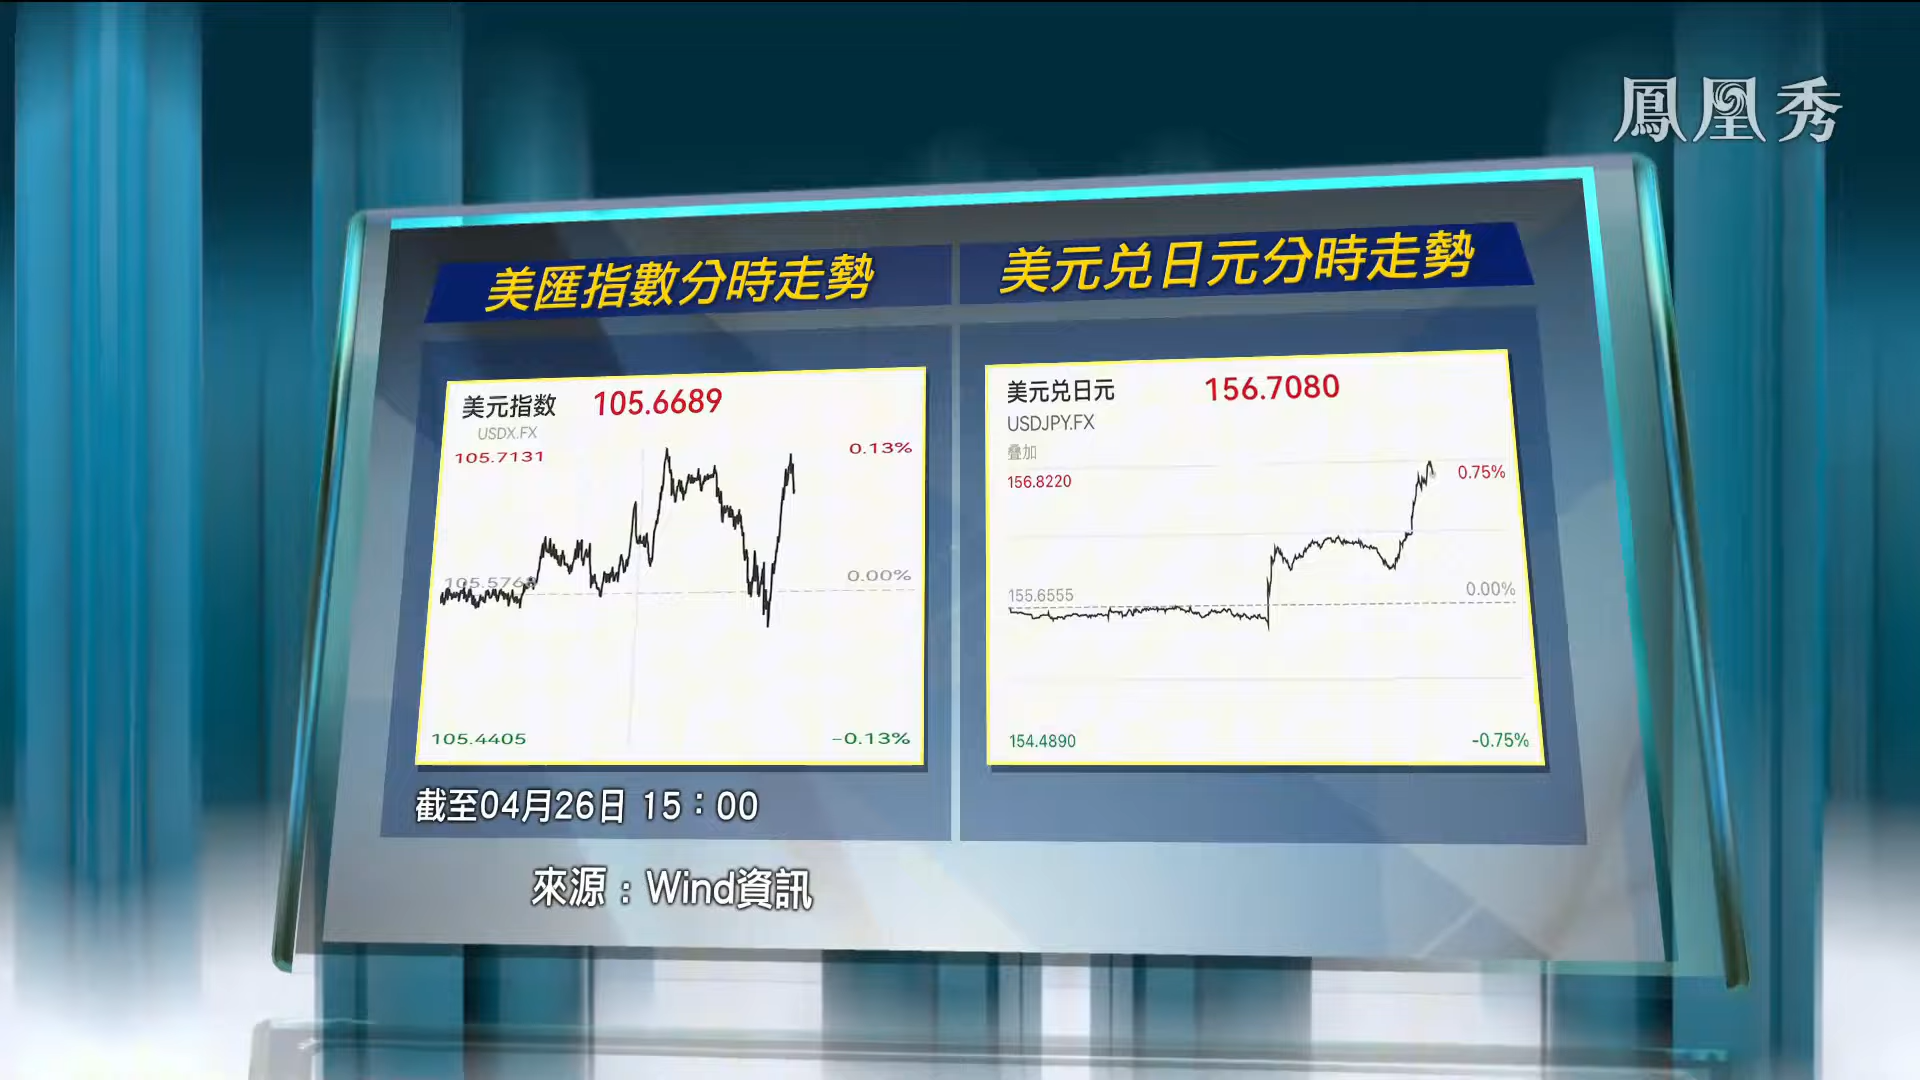 鳳凰秀
美匯指數分時走勢
美元兑日元分時走勢
美元指数 105.6689
USDX.FX
105.7131 0.13%
105.5768 0.00%
105.4405 -0.13%
美元兑日元 156.7080
USDJPY.FX
叠加
156.8220 0.75%
155.6555 0.00%
154.4890 -0.75%
截至04月26日 15：00
來源：Wind資訊